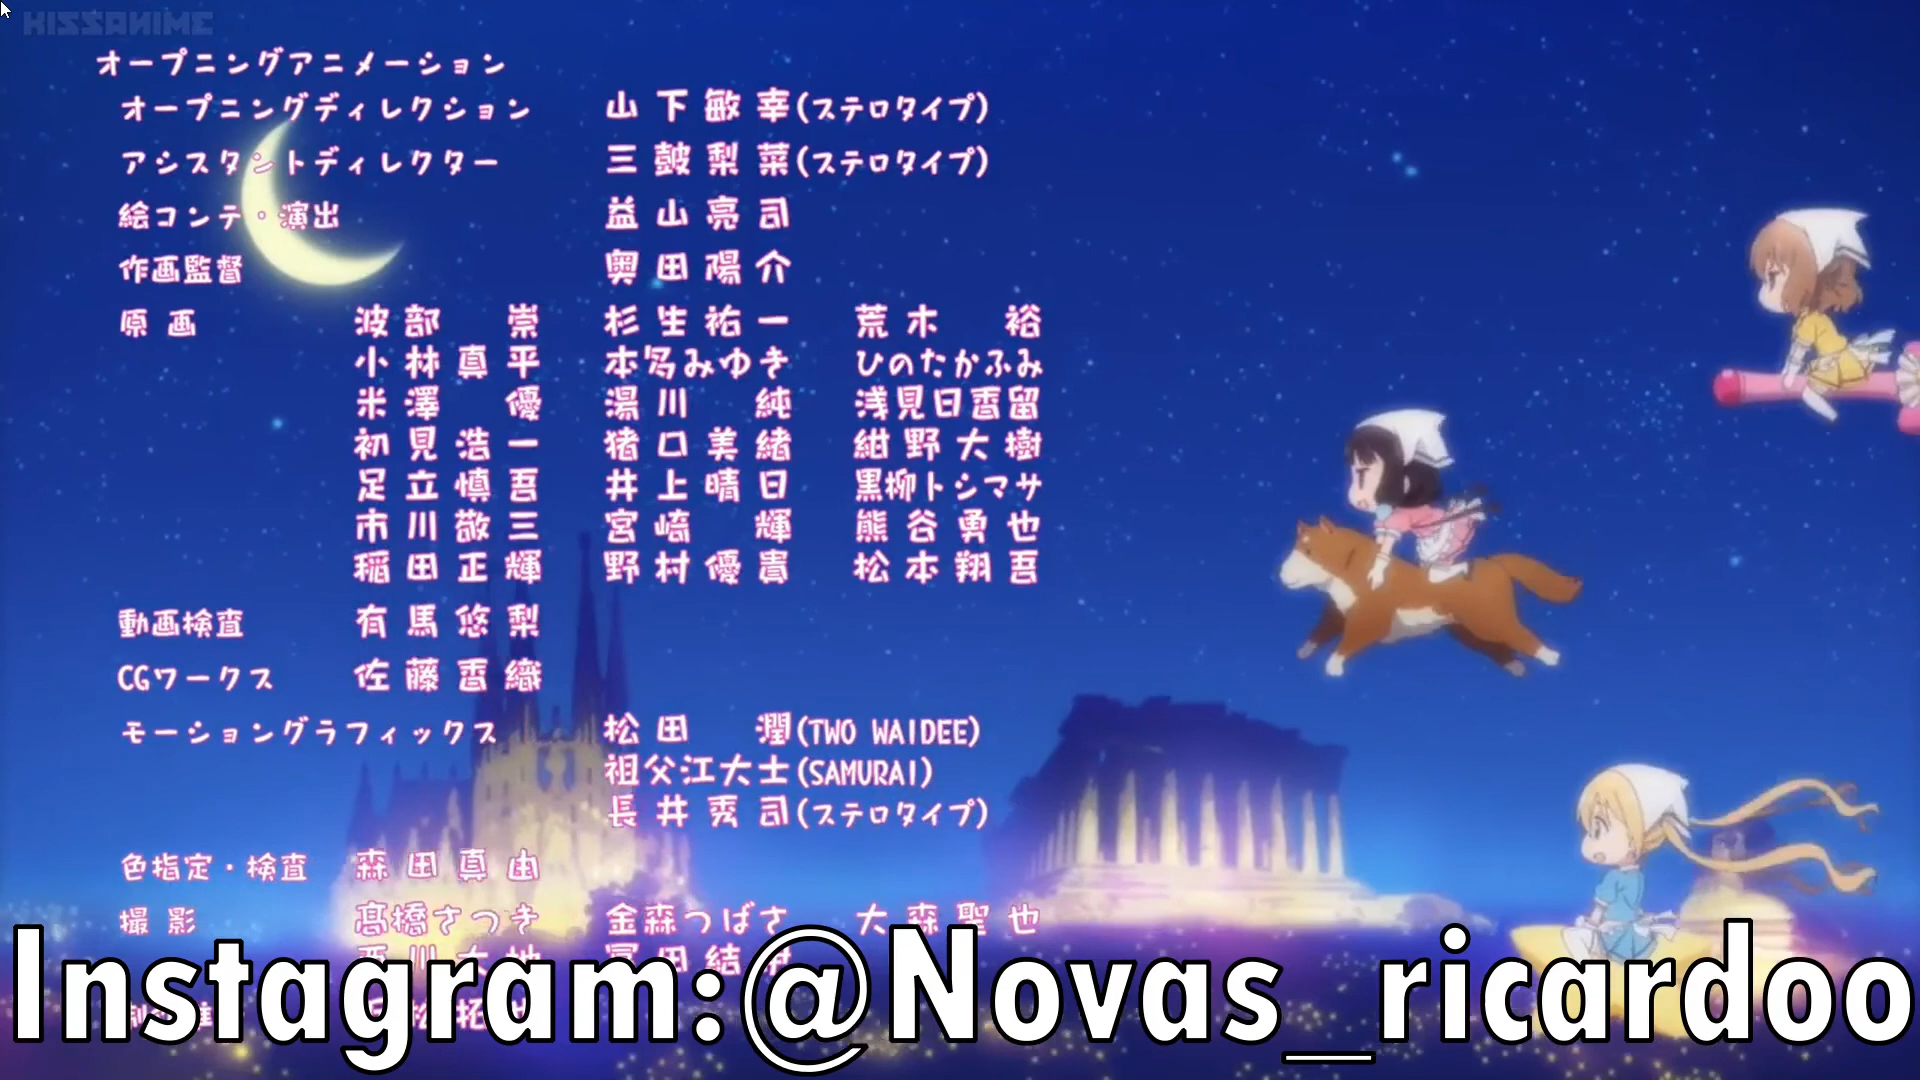 KISSANIME
オープニングアニメーション
オープニングディレクション 山下敏幸(ステロタイプ)
アシスタントディレクター 三鼓梨菜(ステロタイプ)
絵コンテ・演出 益山亮司
作画監督 奥田陽介
原画 波部崇 杉生祐一 荒木裕
小林真平 本多みゆき ひのたかふみ
米澤優 湯川純 浅見日香留
初見浩一 猪口美緒 紺野大樹
足立慎吾 井上晴日 黒柳トシマサ
市川敬三 宮崎輝 熊谷勇也
稲田正輝 野村優貴 松本翔吾
動画検査 有馬悠梨
CGワークス 佐藤香織
モーショングラフィックス 松田潤(TWO WAIDEE)
祖父江大士(SAMURAI)
長井秀司(ステロタイプ)
色指定・検査 森田真由
撮影 髙橋さつき 金森つばさ 大森聖也
Instagram:@Novas_ricardoo